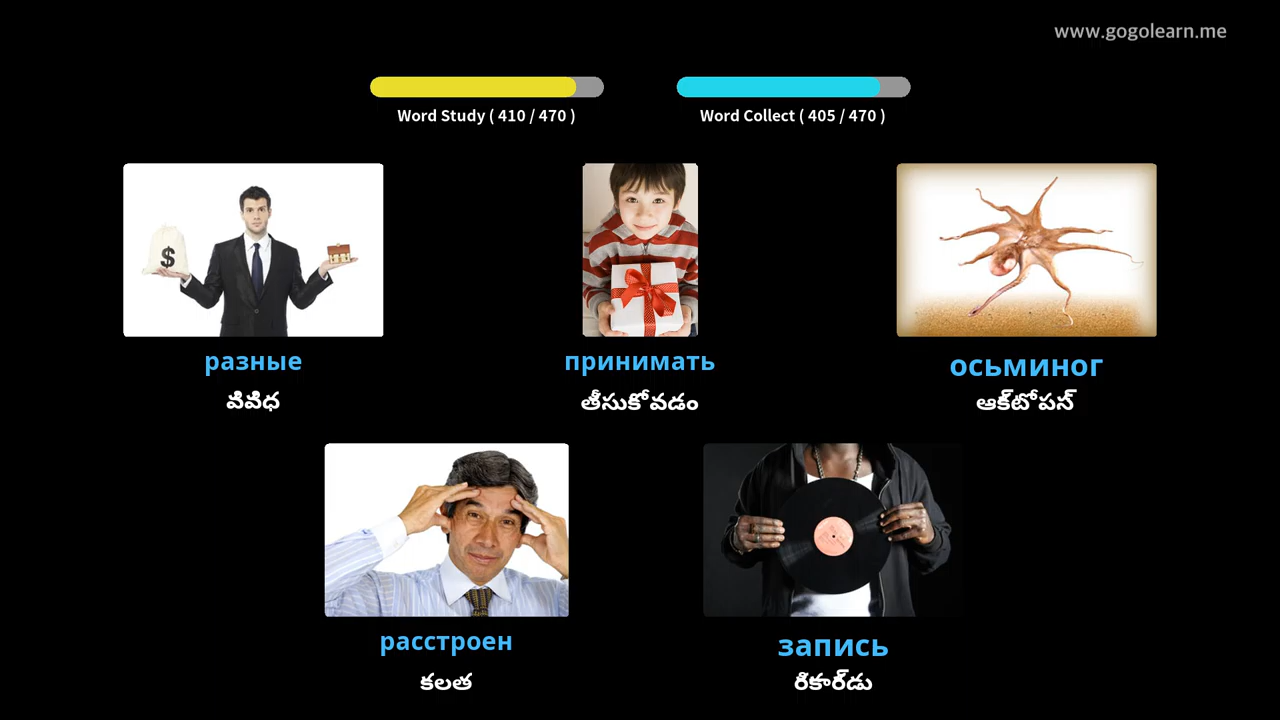 www.gogolearn.me
Word Study ( 410 / 470 )
Word Collect ( 405 / 470 )
$
разные
వివిధ
принимать
తీసుకోవడం
осьминог
ఆక్టోపస్
расстроен
కలత
запись
రికార్డు